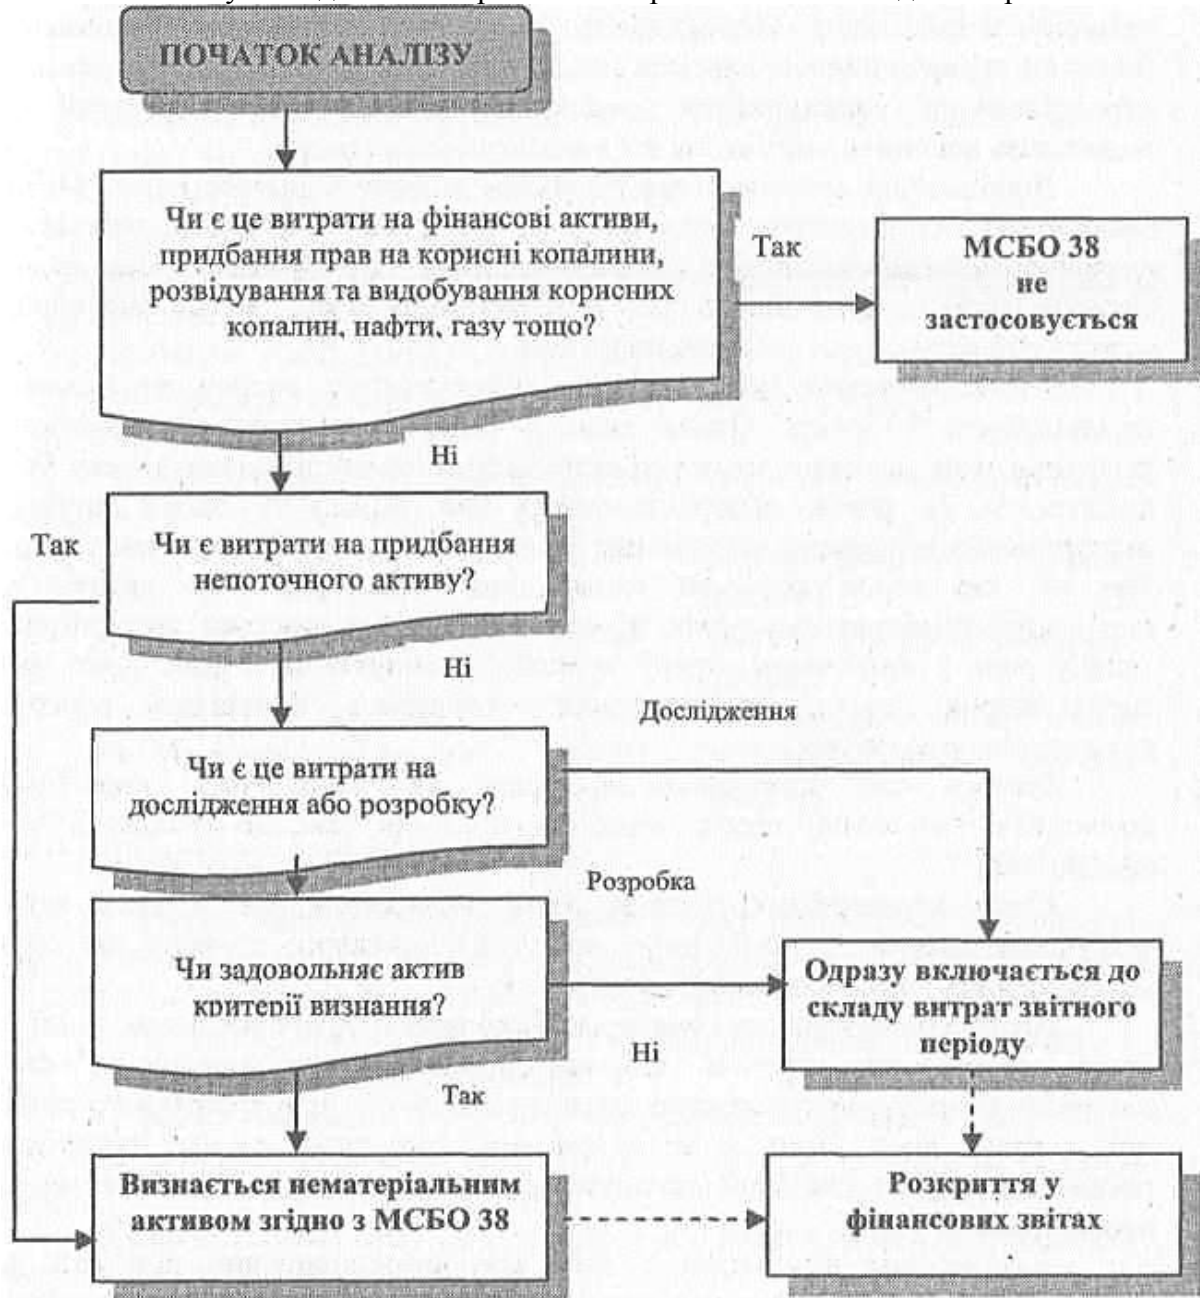 ПОЧАТОК АНАЛІЗУ
Чи є це витрати на фінансові активи,
придбання прав на корисні копалини,
розвідування та видобування корисних
копалин, нафти, газу тощо?
Так
МСБО 38
не
застосовується
Ні
Так
Чи є витрати на придбання
непоточного активу?
Ні
Дослідження
Чи є це витрати на
дослідження або розробку?
Розробка
Чи задовольняє актив
критерії визнання?
Одразу включається до
складу витрат звітного
періоду
Ні
Так
Визнається нематеріальним
активом згідно з МСБО 38
Розкриття у
фінансових звітах